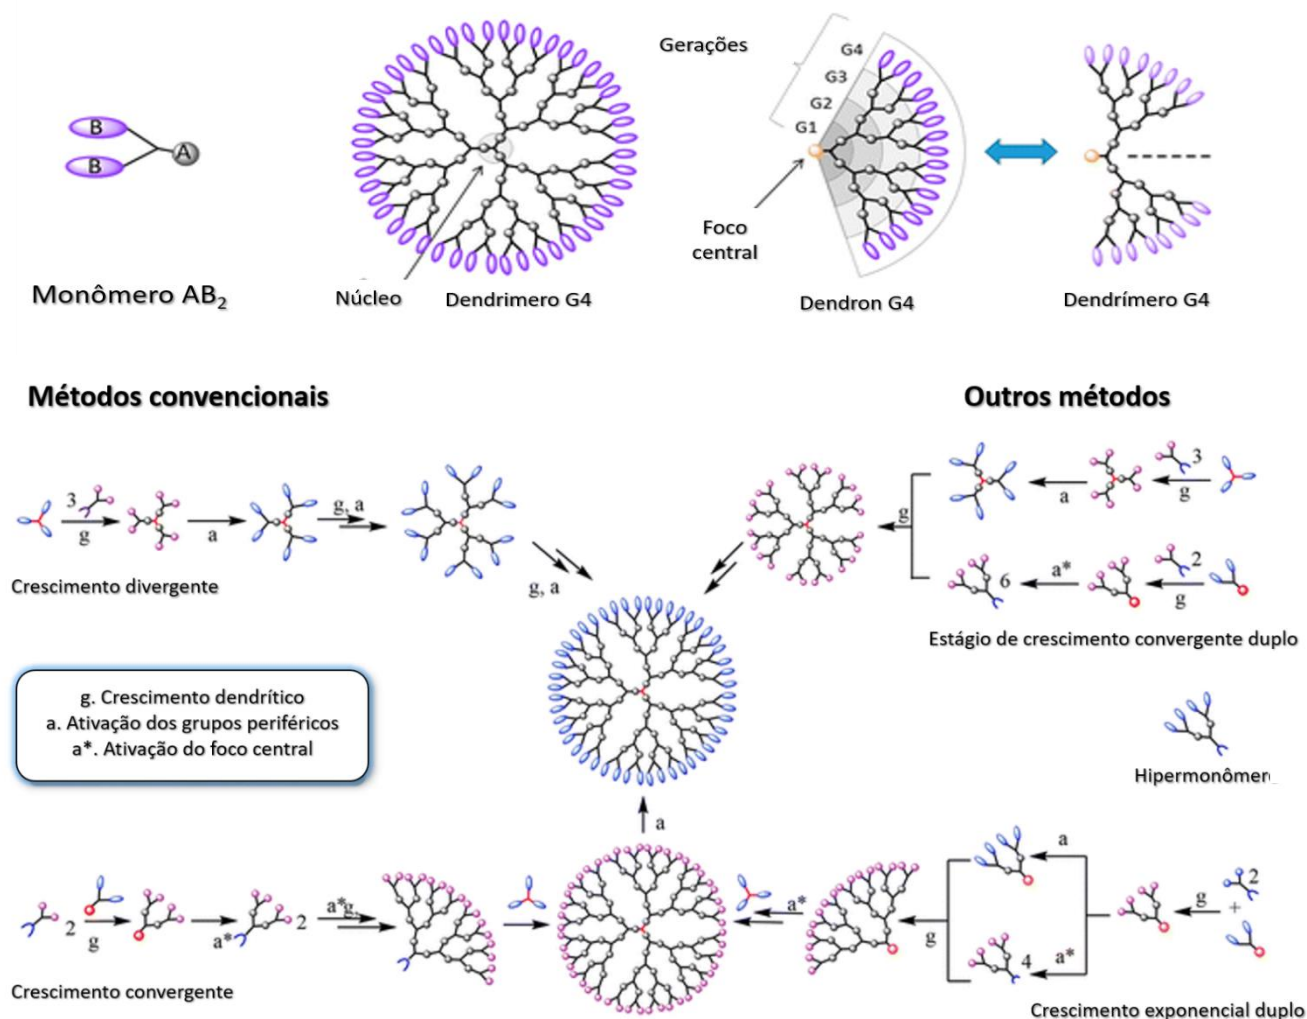 B
B
A
Monômero AB2
Núcleo
Dendrimero G4
Gerações
G4
G3
G2
G1
Foco
central
Dendron G4
Dendrímero G4
Métodos convencionais
Outros métodos
3
g
a
g, a
g, a
Crescimento divergente
g
a
3
g
6
a*
2
g
Estágio de crescimento convergente duplo
g. Crescimento dendrítico
a. Ativação dos grupos periféricos
a*. Ativação do foco central
Hipermonômer
a
2
g
a*
2
a*g,
Crescimento convergente
a*
g
a
4
a*
g
2
+
Crescimento exponencial duplo